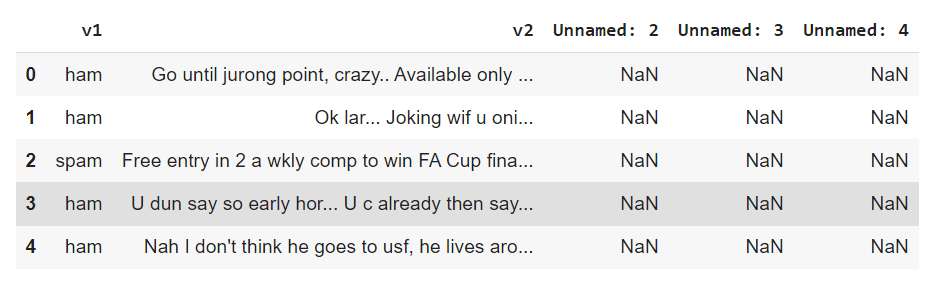 v1 v2 Unnamed: 2 Unnamed: 3 Unnamed: 4
0 ham Go until jurong point, crazy.. Available only ... NaN NaN NaN
1 ham Ok lar... Joking wif u oni... NaN NaN NaN
2 spam Free entry in 2 a wkly comp to win FA Cup fina... NaN NaN NaN
3 ham U dun say so early hor... U c already then say... NaN NaN NaN
4 ham Nah I don't think he goes to usf, he lives aro... NaN NaN NaN